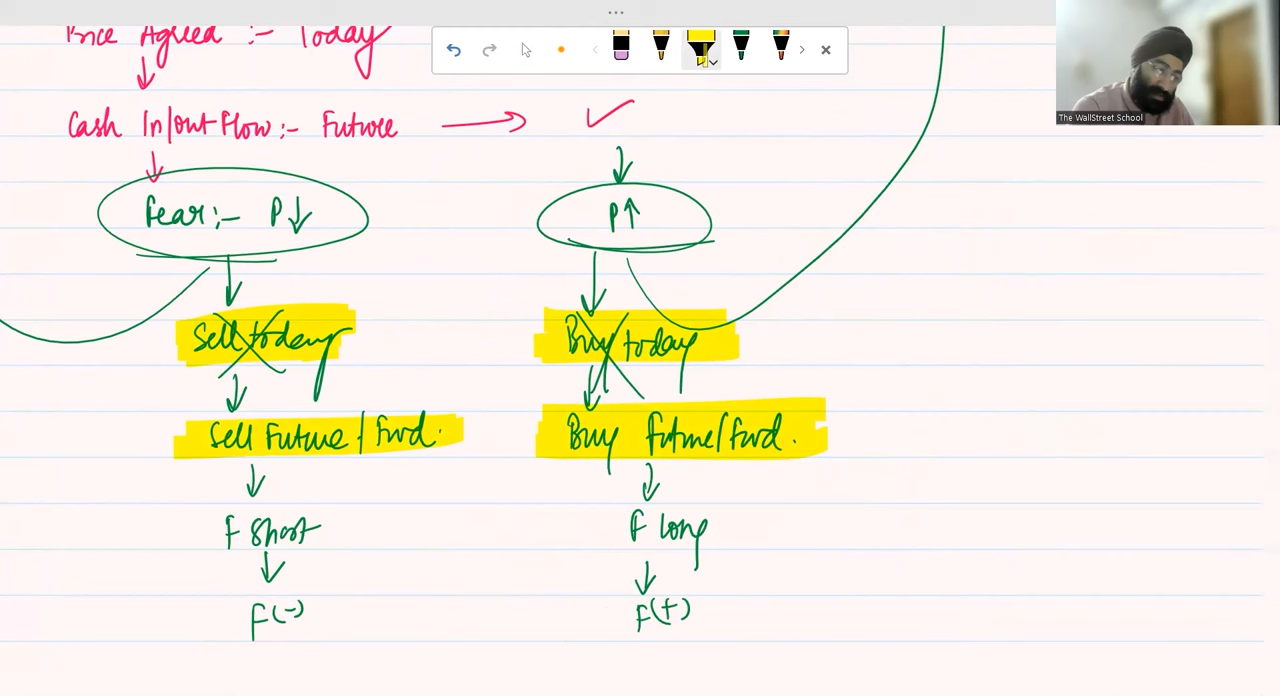 Price Agreed :- Today
Cash In/out Flow :- Future
Fear :- P↓
P↑
Sell today
Buy today
Sell Future / Fwd.
Buy Future/Fwd.
F Short
F long
F(-)
F(+)
The WallStreet School